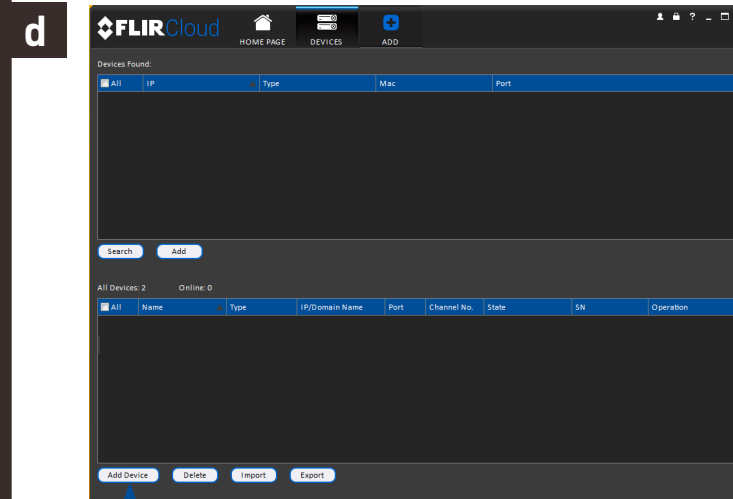 d
FLIR Cloud
HOME PAGE DEVICES ADD
?
Devices Found:
All IP Type Mac Port
Search Add
All Devices: 2 Online: 0
All Name Type IP/Domain Name Port Channel No. State SN Operation
Add Device Delete Import Export